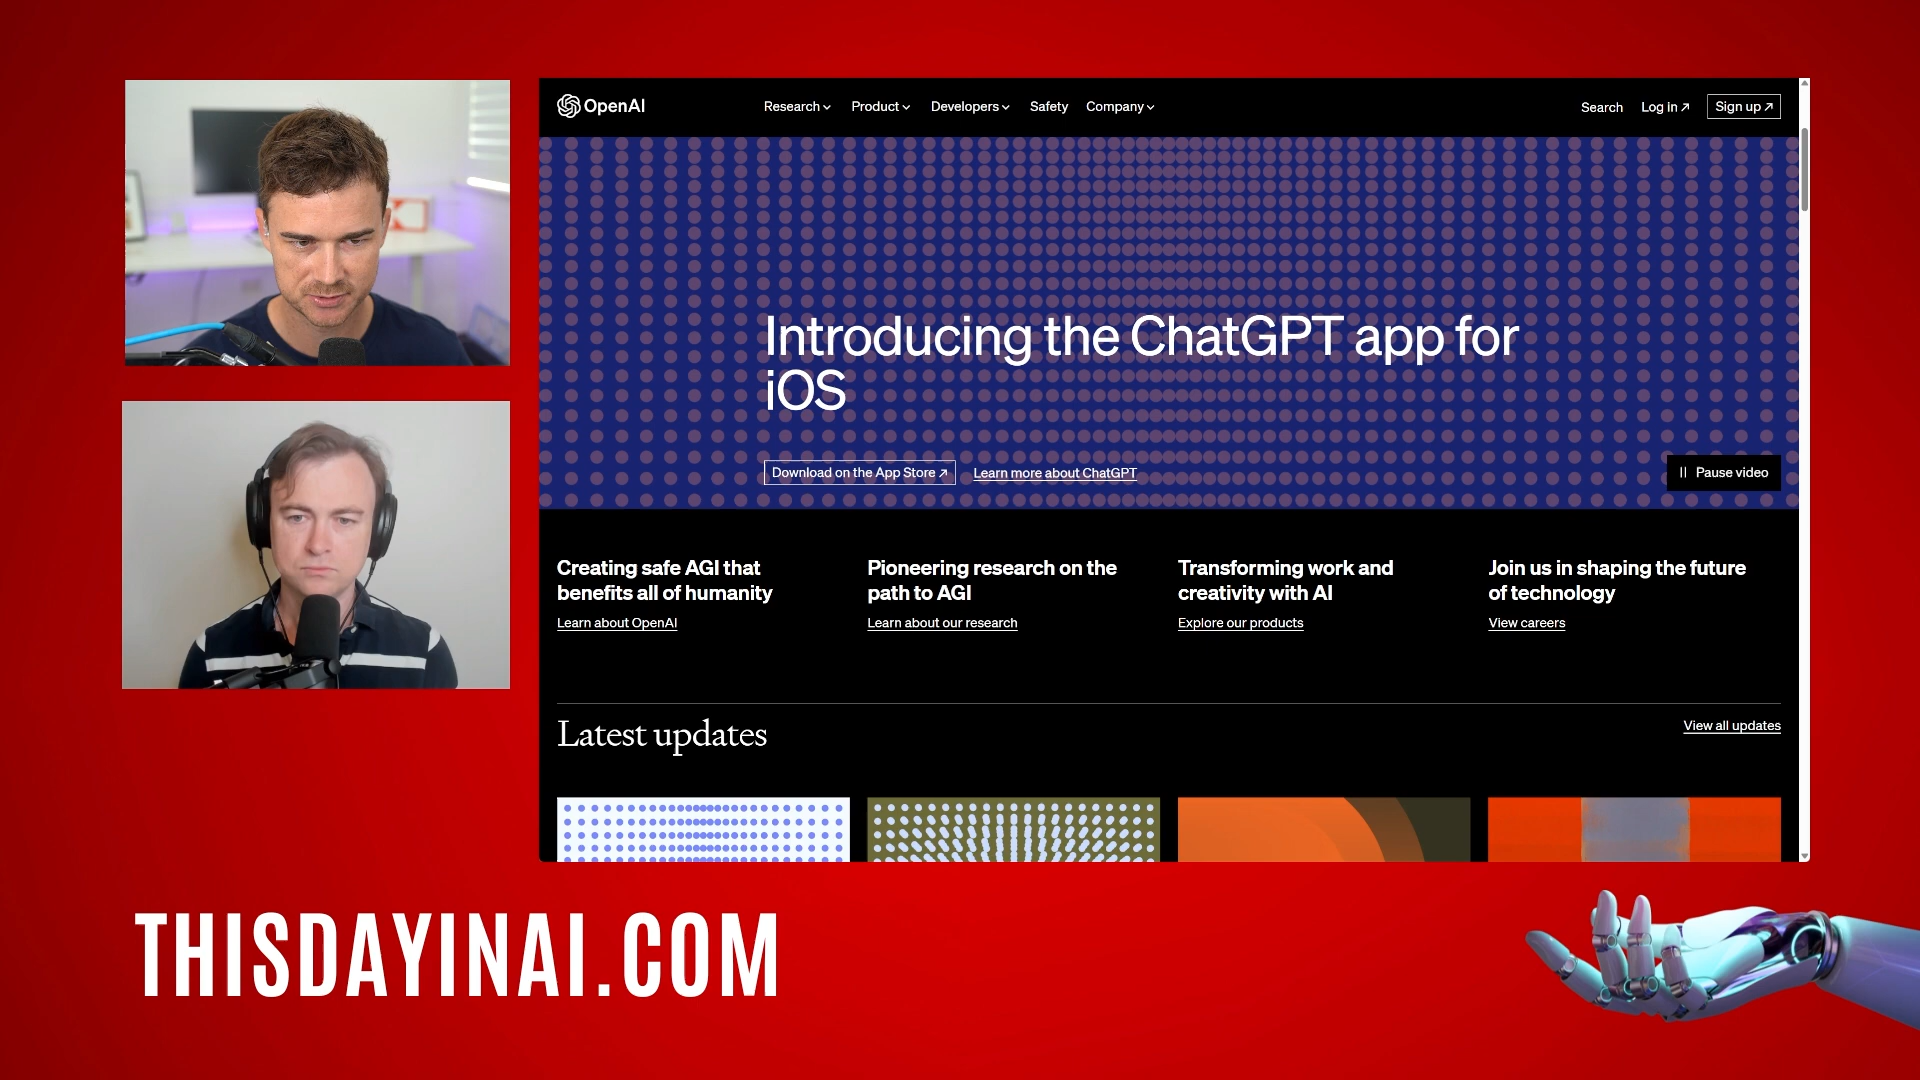 OpenAI
Research Product Developers Safety Company
Search Log in ↗ Sign up ↗
Introducing the ChatGPT app for
iOS
Download on the App Store ↗ Learn more about ChatGPT
Pause video
Creating safe AGI that
benefits all of humanity
Learn about OpenAI
Pioneering research on the
path to AGI
Learn about our research
Transforming work and
creativity with AI
Explore our products
Join us in shaping the future
of technology
View careers
Latest updates
View all updates
THISDAYINAI.COM